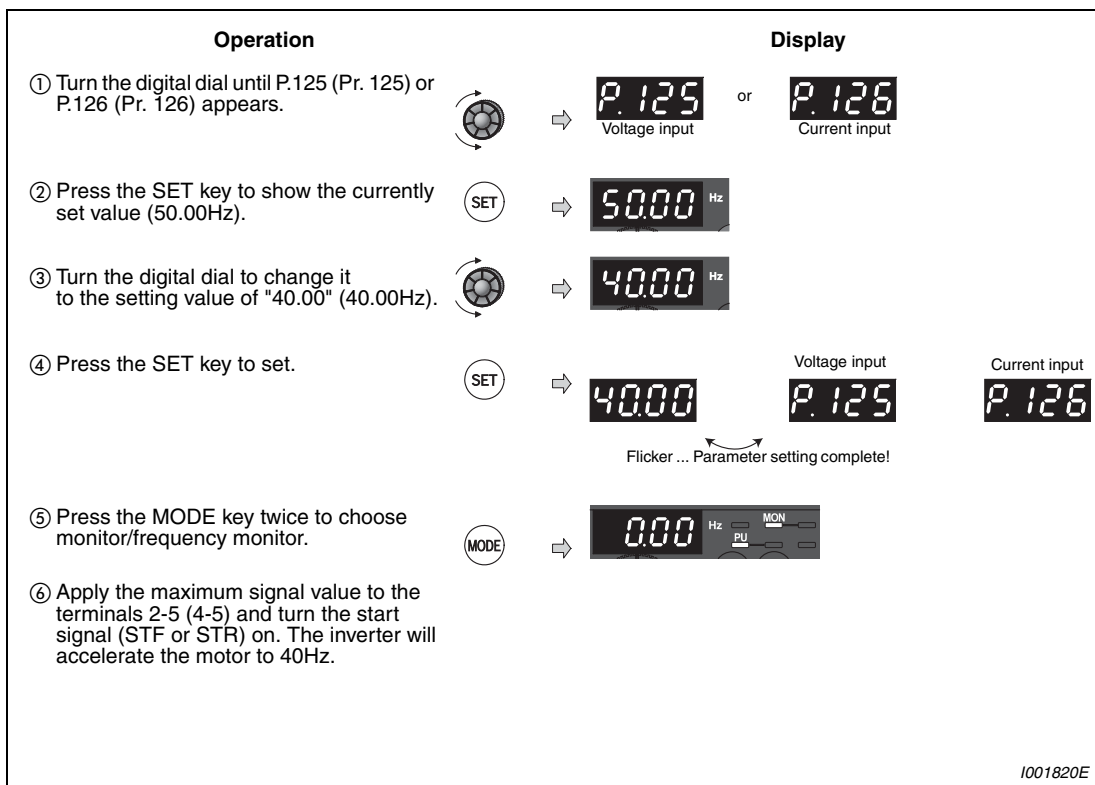 Operation Display
① Turn the digital dial until P.125 (Pr. 125) or
P.126 (Pr. 126) appears.
P. 125 or P. 126
Voltage input Current input
② Press the SET key to show the currently
set value (50.00Hz).
SET 50.00 Hz
③ Turn the digital dial to change it
to the setting value of "40.00" (40.00Hz).
40.00 Hz
④ Press the SET key to set.
SET
Voltage input Current input
40.00 P. 125 P. 126
Flicker ... Parameter setting complete!
⑤ Press the MODE key twice to choose
monitor/frequency monitor.
MODE 0.00 Hz MON
PU
⑥ Apply the maximum signal value to the
terminals 2-5 (4-5) and turn the start
signal (STF or STR) on. The inverter will
accelerate the motor to 40Hz.
I001820E